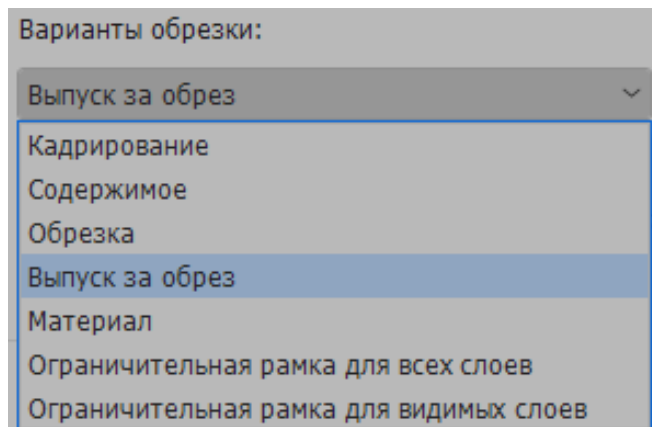 Варианты обрезки:
Выпуск за обрез
Кадрирование
Содержимое
Обрезка
Выпуск за обрез
Материал
Ограничительная рамка для всех слоев
Ограничительная рамка для видимых слоев